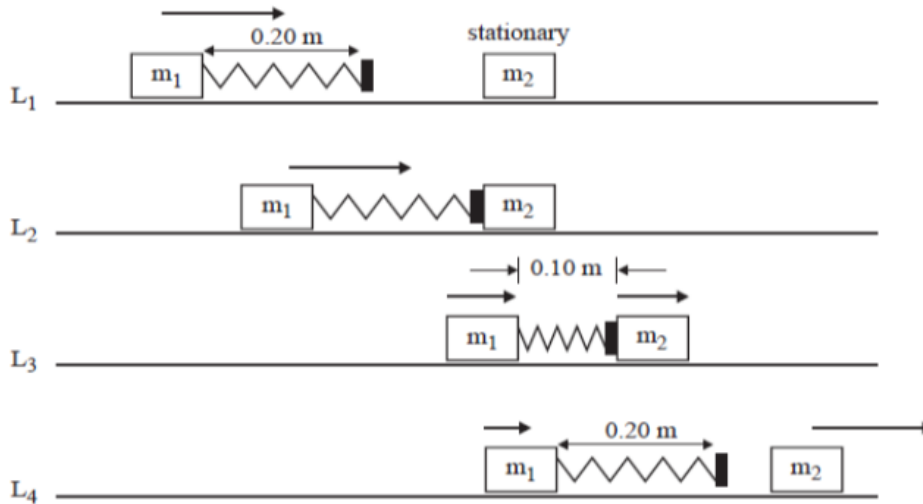 0.20 m
stationary
m₁
m₂
L₁
m₁
m₂
L₂
0.10 m
m₁
m₂
L₃
0.20 m
m₁
m₂
L₄